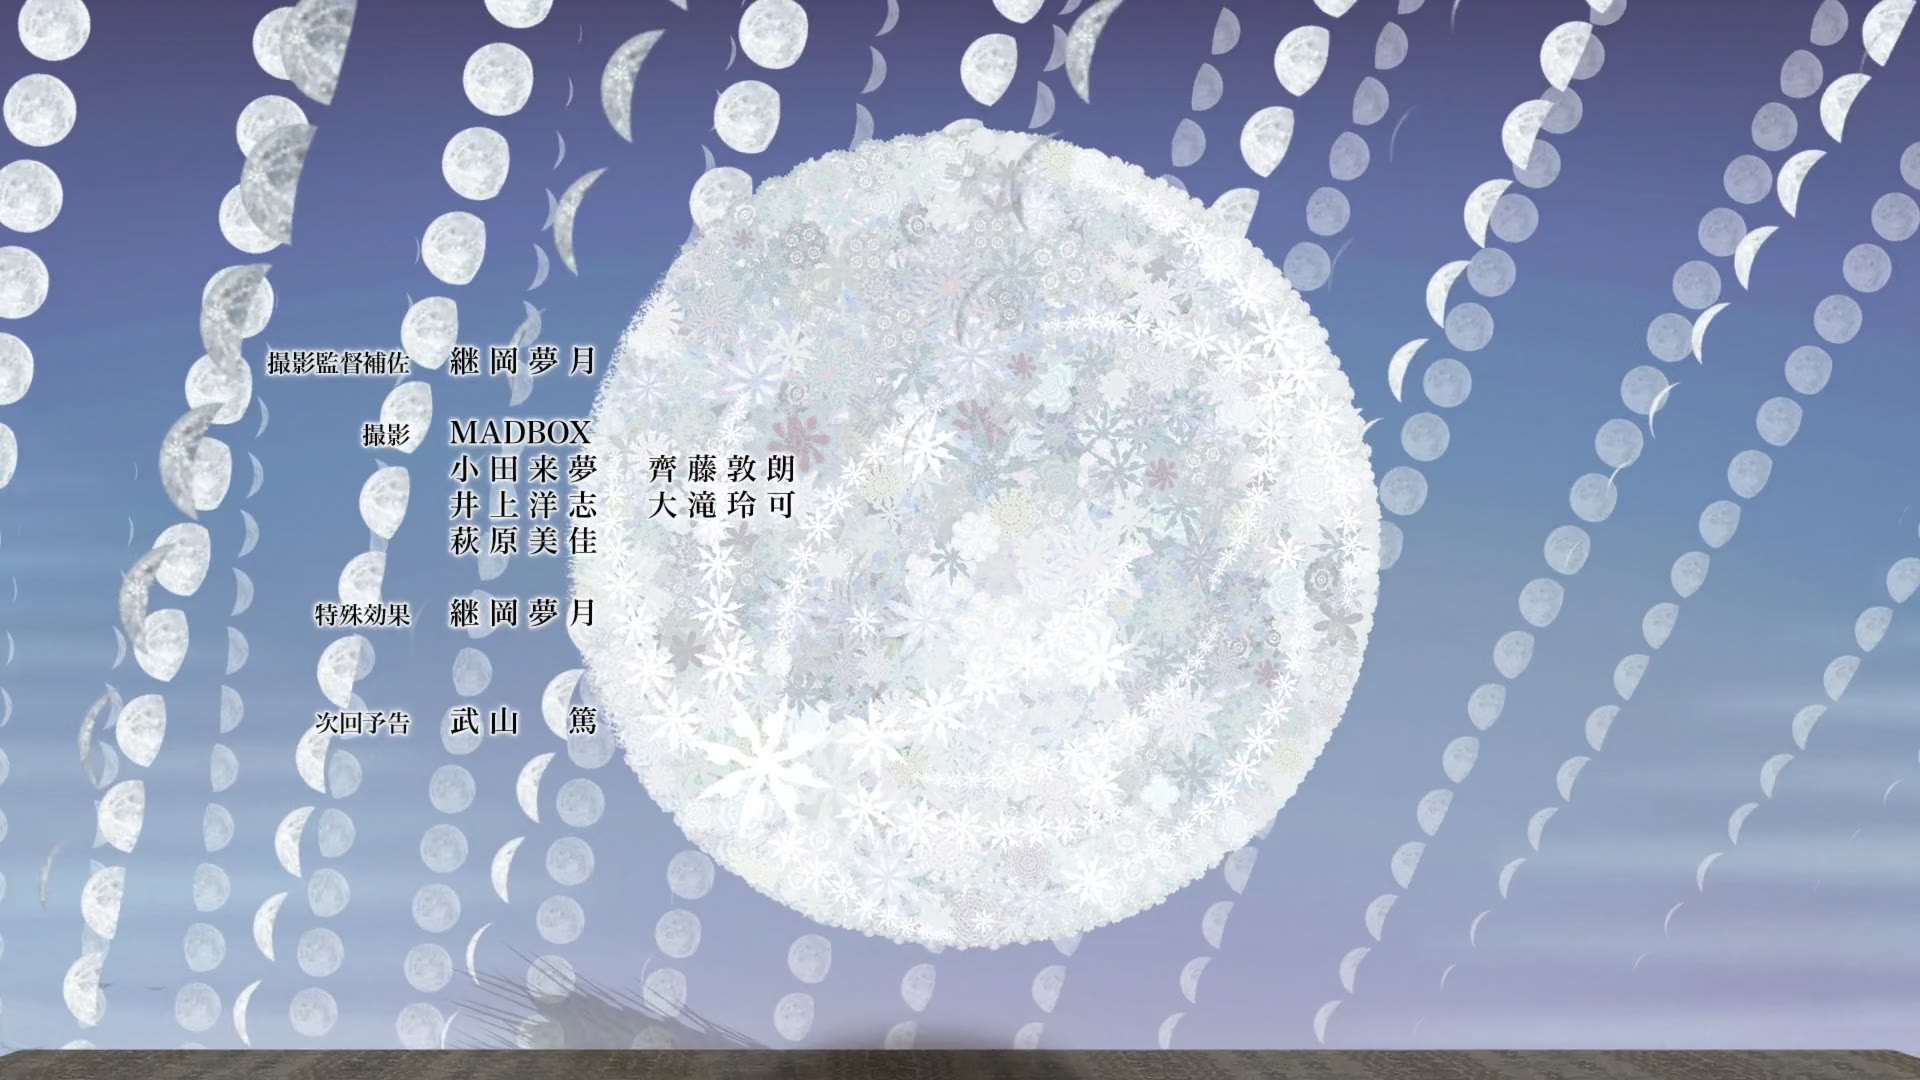 撮影監督補佐 継岡夢月
撮影 MADBOX
小田来夢 齊藤敦朗
井上洋志 大滝玲可
萩原美佳
特殊効果 継岡夢月
次回予告 武山 篤